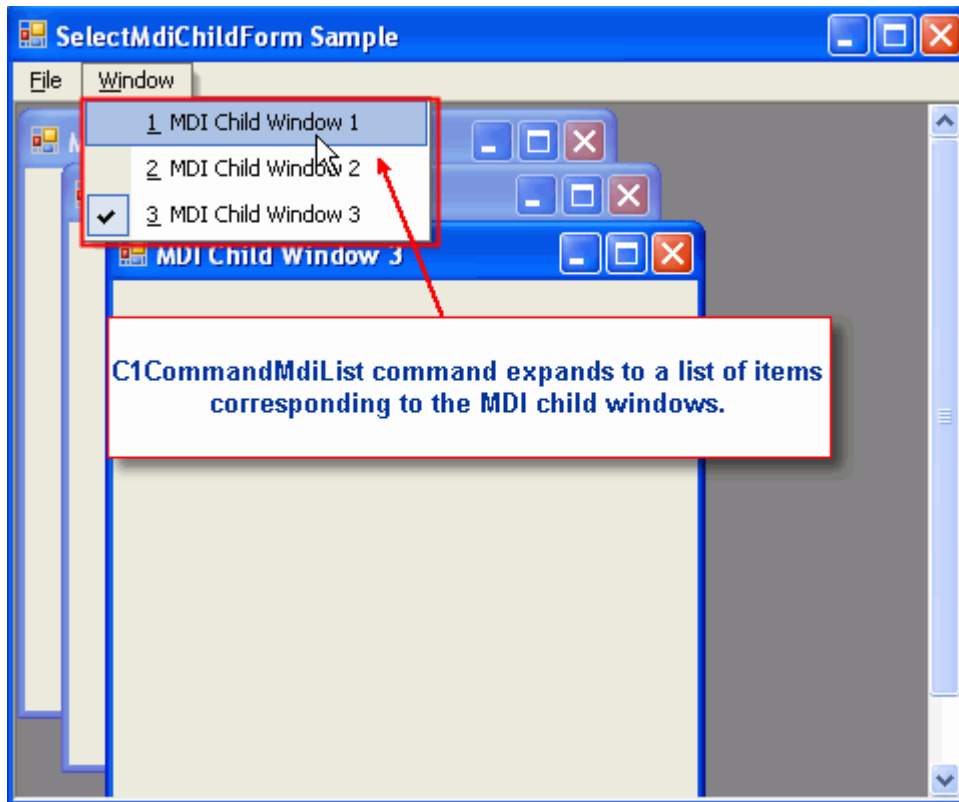 SelectMdiChildForm Sample
File Window
1 MDI Child Window 1
2 MDI Child Window 2
3 MDI Child Window 3
M
MDI Child Window 3
C1CommandMdiList command expands to a list of items
corresponding to the MDI child windows.